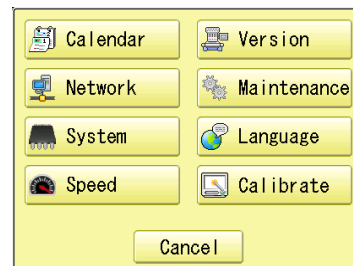 Calendar
Version
Network
Maintenance
System
Language
Speed
Calibrate
Cancel